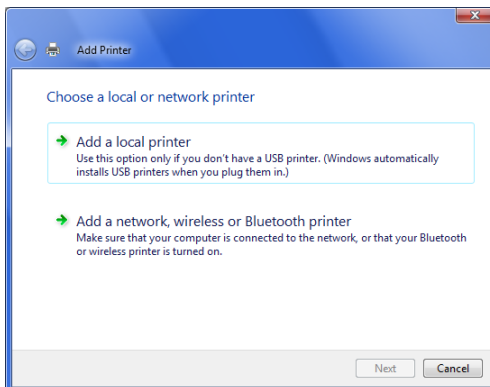 Add Printer
Choose a local or network printer
Add a local printer
Use this option only if you don't have a USB printer. (Windows automatically
installs USB printers when you plug them in.)
Add a network, wireless or Bluetooth printer
Make sure that your computer is connected to the network, or that your Bluetooth
or wireless printer is turned on.
Next
Cancel